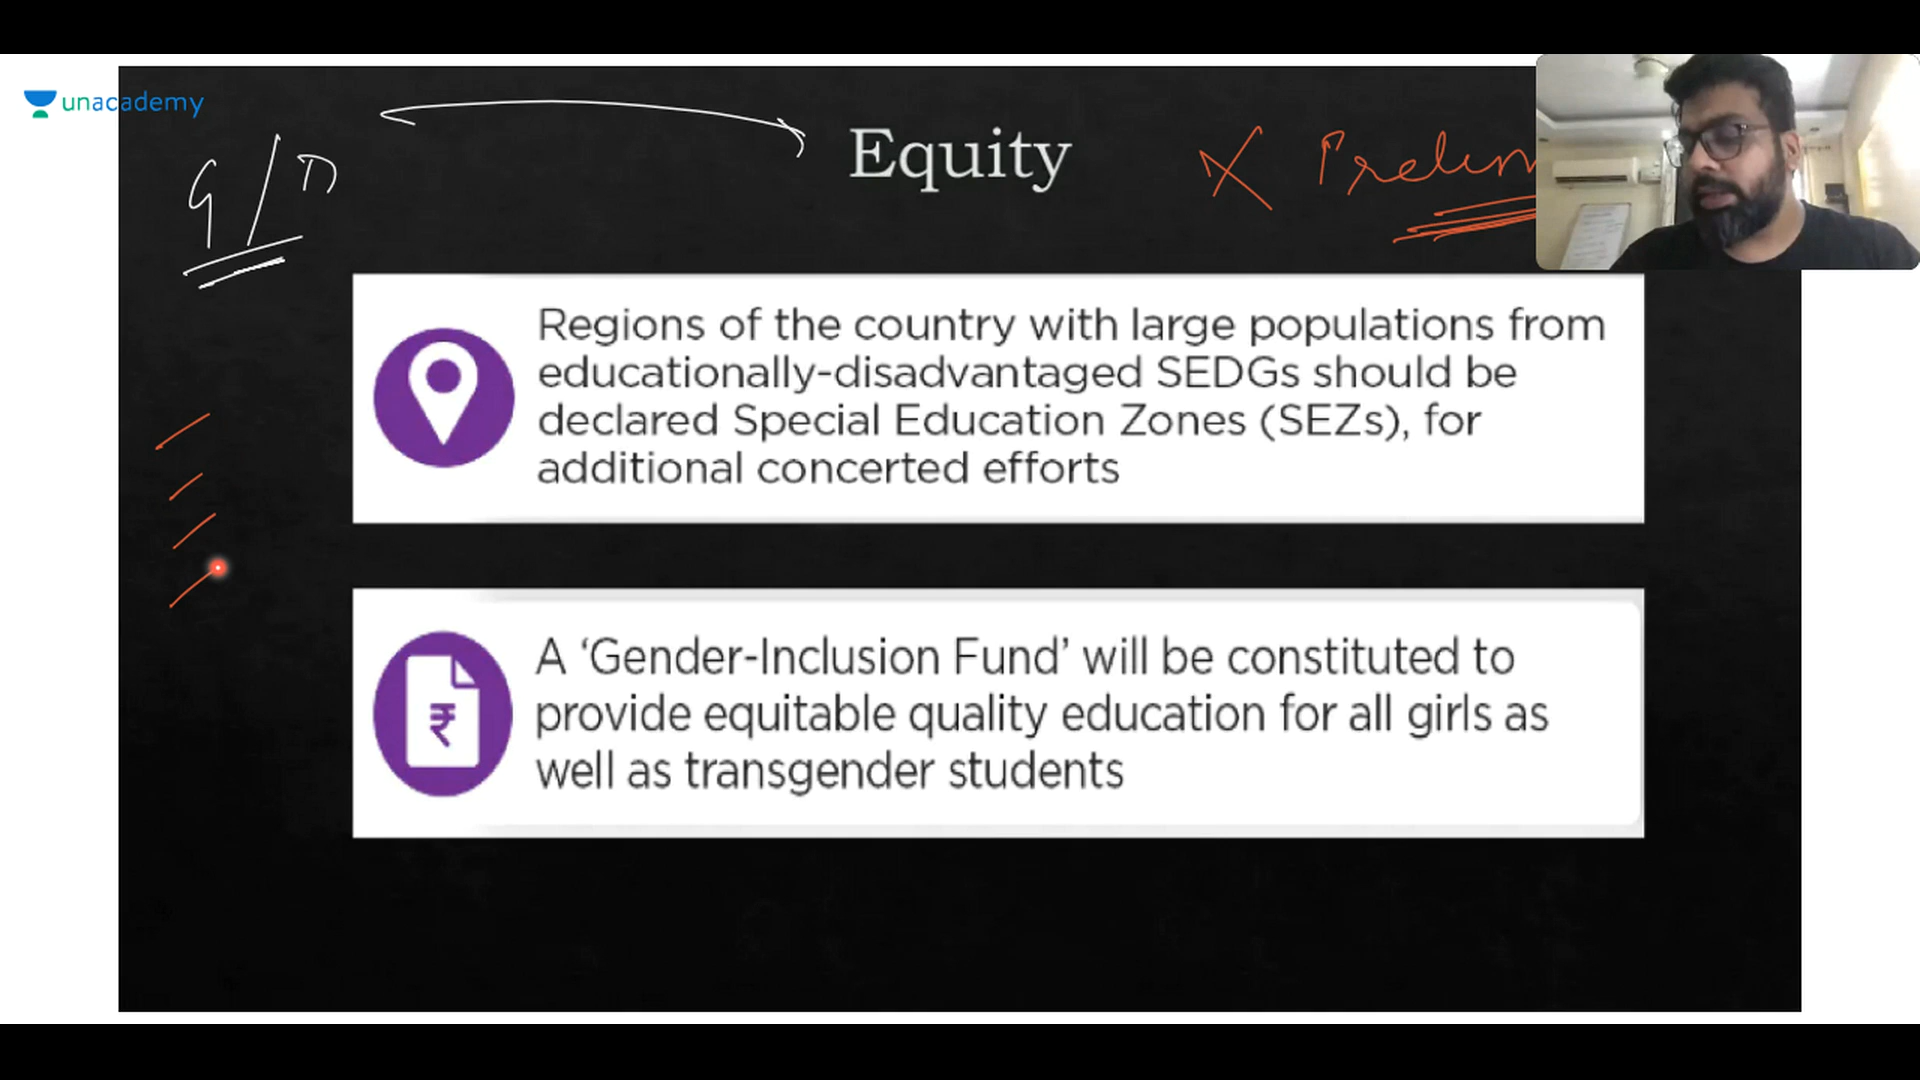 unacademy
G/D
Equity
X Prelim
Regions of the country with large populations from
educationally-disadvantaged SEDGs should be
declared Special Education Zones (SEZs), for
additional concerted efforts
A ‘Gender-Inclusion Fund’ will be constituted to
provide equitable quality education for all girls as
well as transgender students